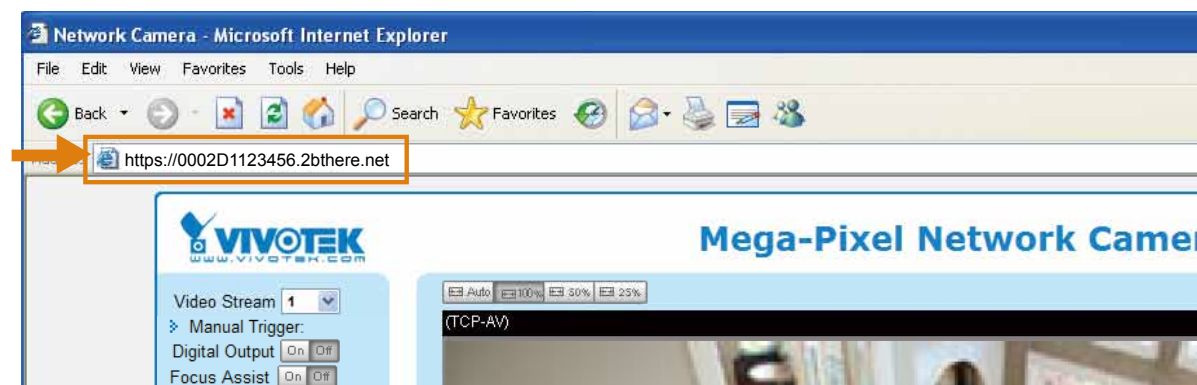 Network Camera - Microsoft Internet Explorer
File Edit View Favorites Tools Help
Back Search Favorites
https://0002D1123456.2bthere.net
VIVOTEK
www.vivotek.com
Mega-Pixel Network Camer
Video Stream 1
Manual Trigger:
Digital Output On Off
Focus Assist On Off
Auto 100% 50% 25%
(TCP-AV)